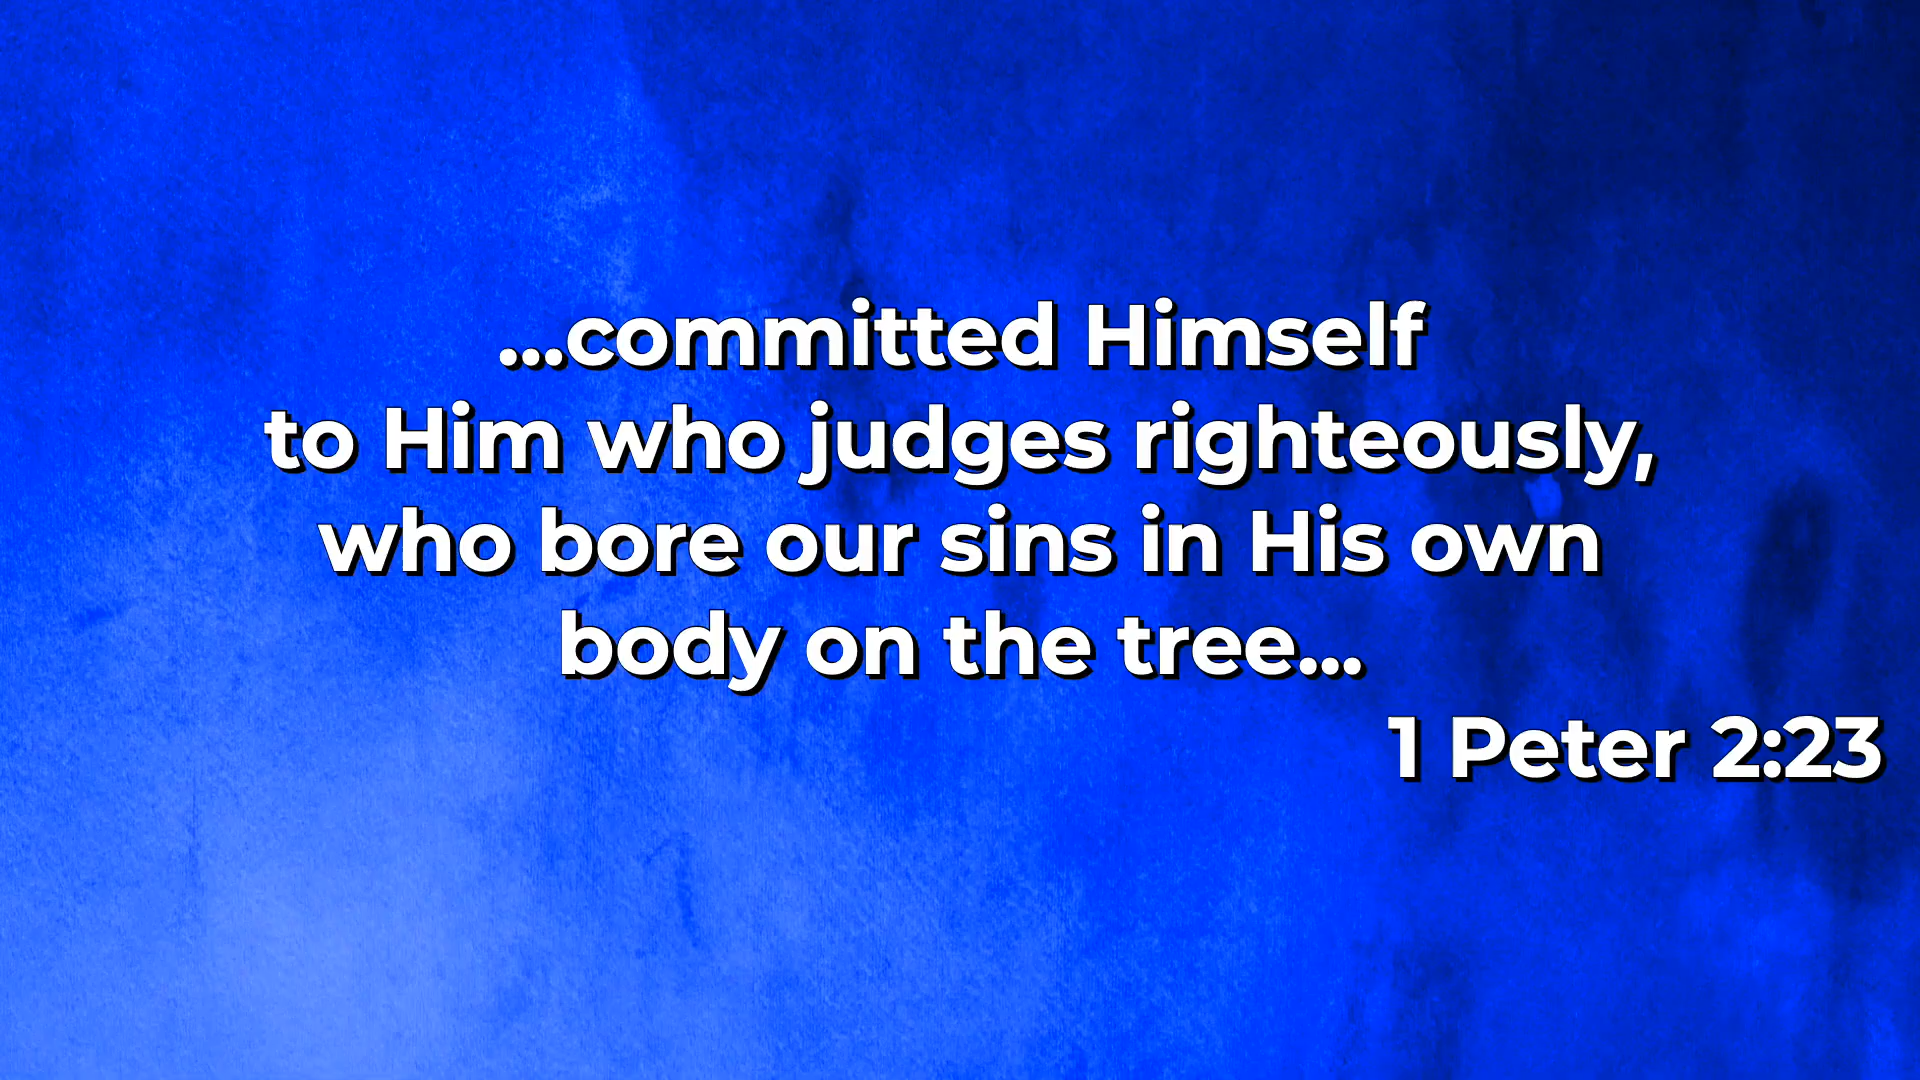 ...committed Himself
to Him who judges righteously,
who bore our sins in His own
body on the tree...
1 Peter 2:23